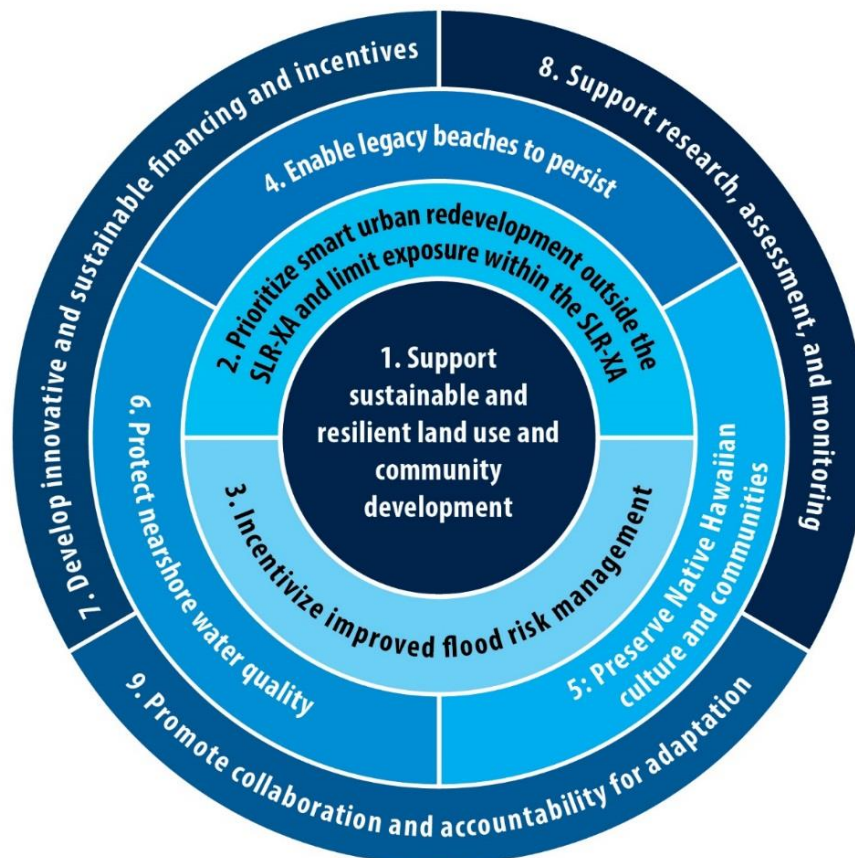 1. Support
sustainable and
resilient land use and
community
development
2. Prioritize smart urban redevelopment outside the
SLR-XA and limit exposure within the SLR-XA
3. Incentivize improved flood risk management
4. Enable legacy beaches to persist
5: Preserve Native Hawaiian
culture and communities
6. Protect nearshore water quality
7. Develop innovative and sustainable financing and incentives
8. Support research, assessment, and monitoring
9. Promote collaboration and accountability for adaptation